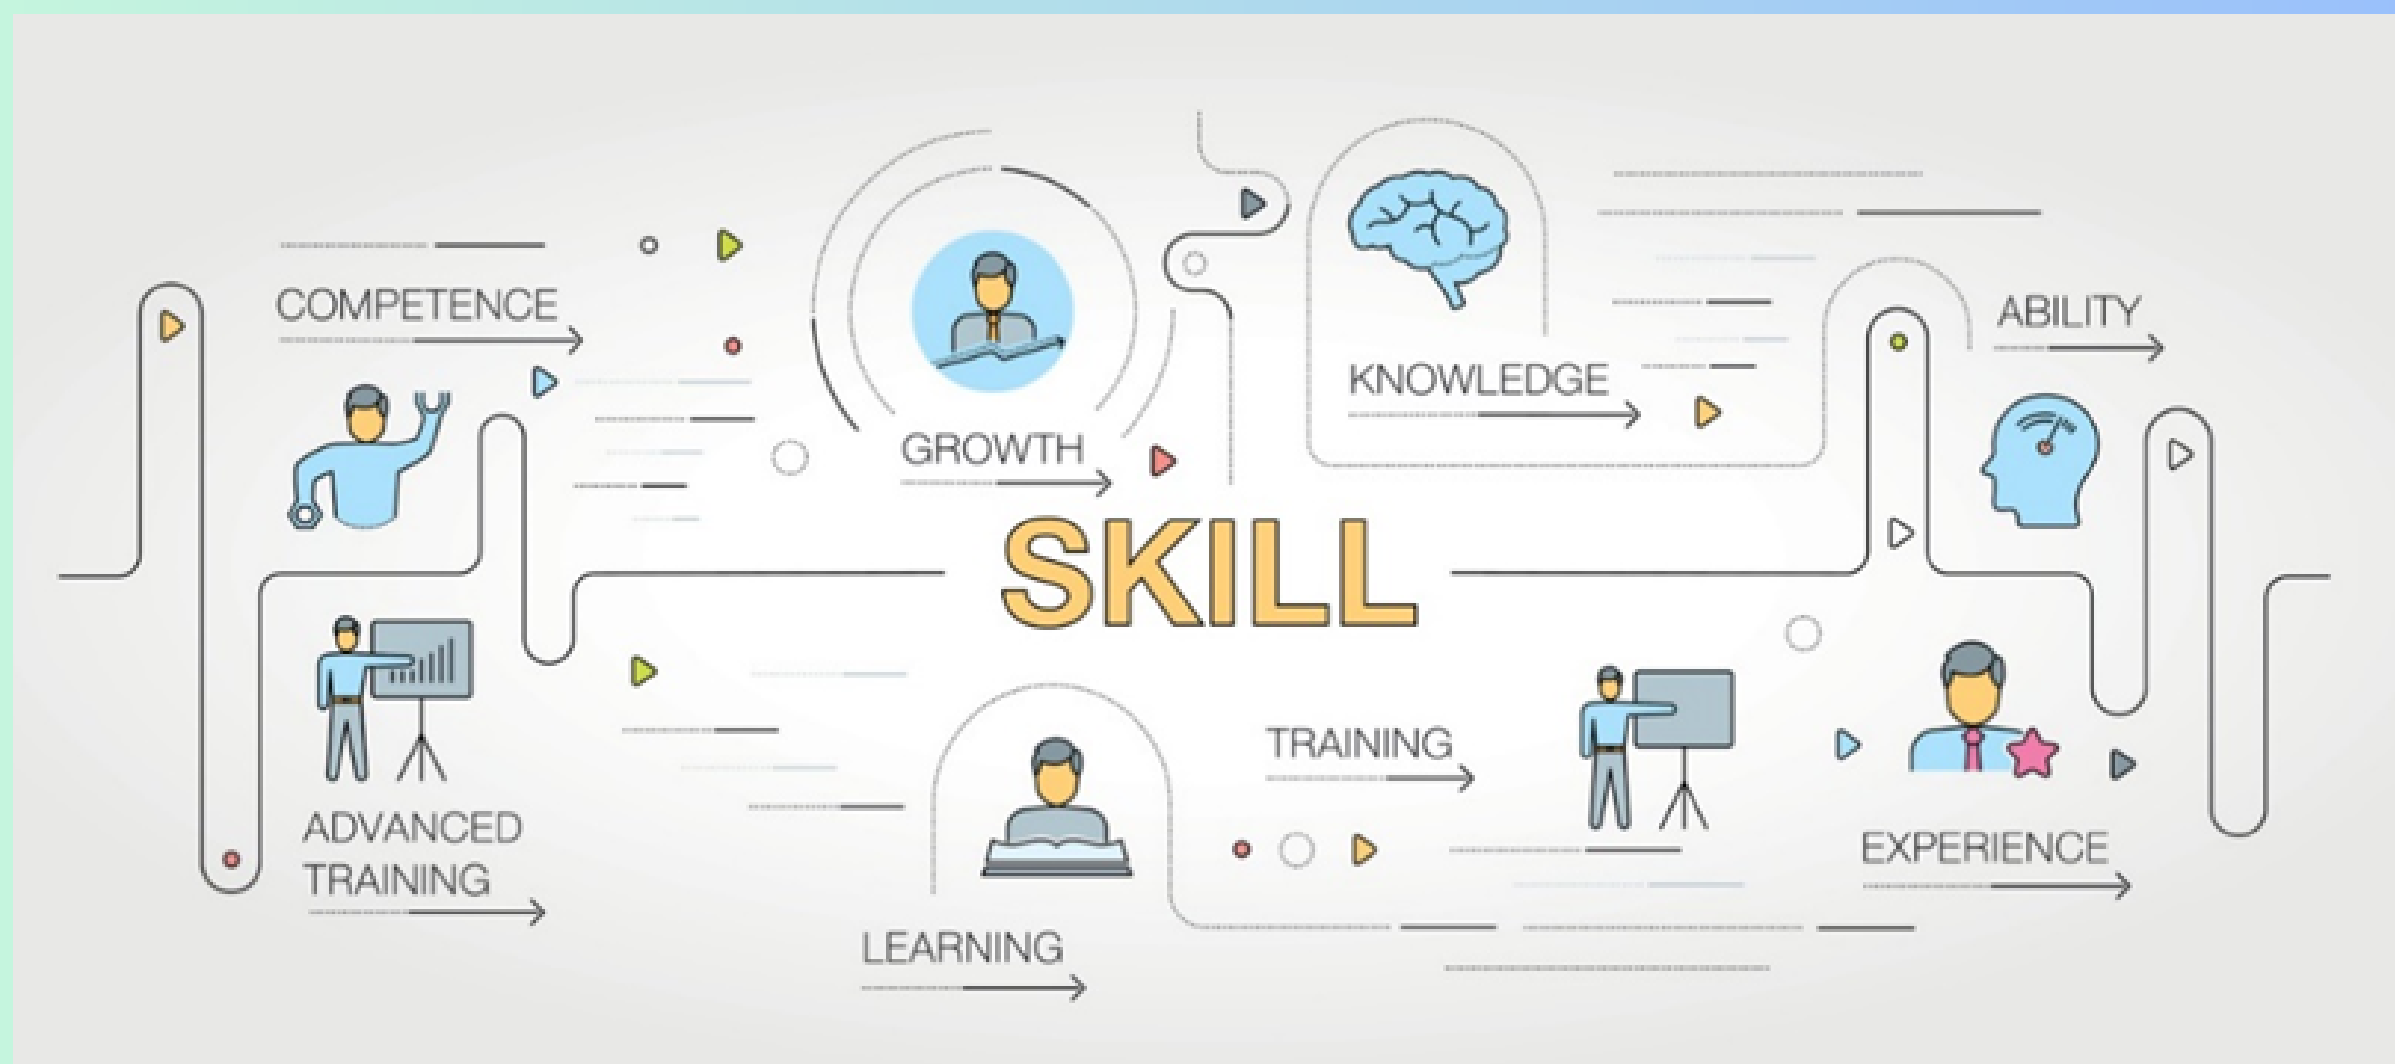 COMPETENCE
GROWTH
KNOWLEDGE
ABILITY
SKILL
ADVANCED
TRAINING
LEARNING
TRAINING
EXPERIENCE